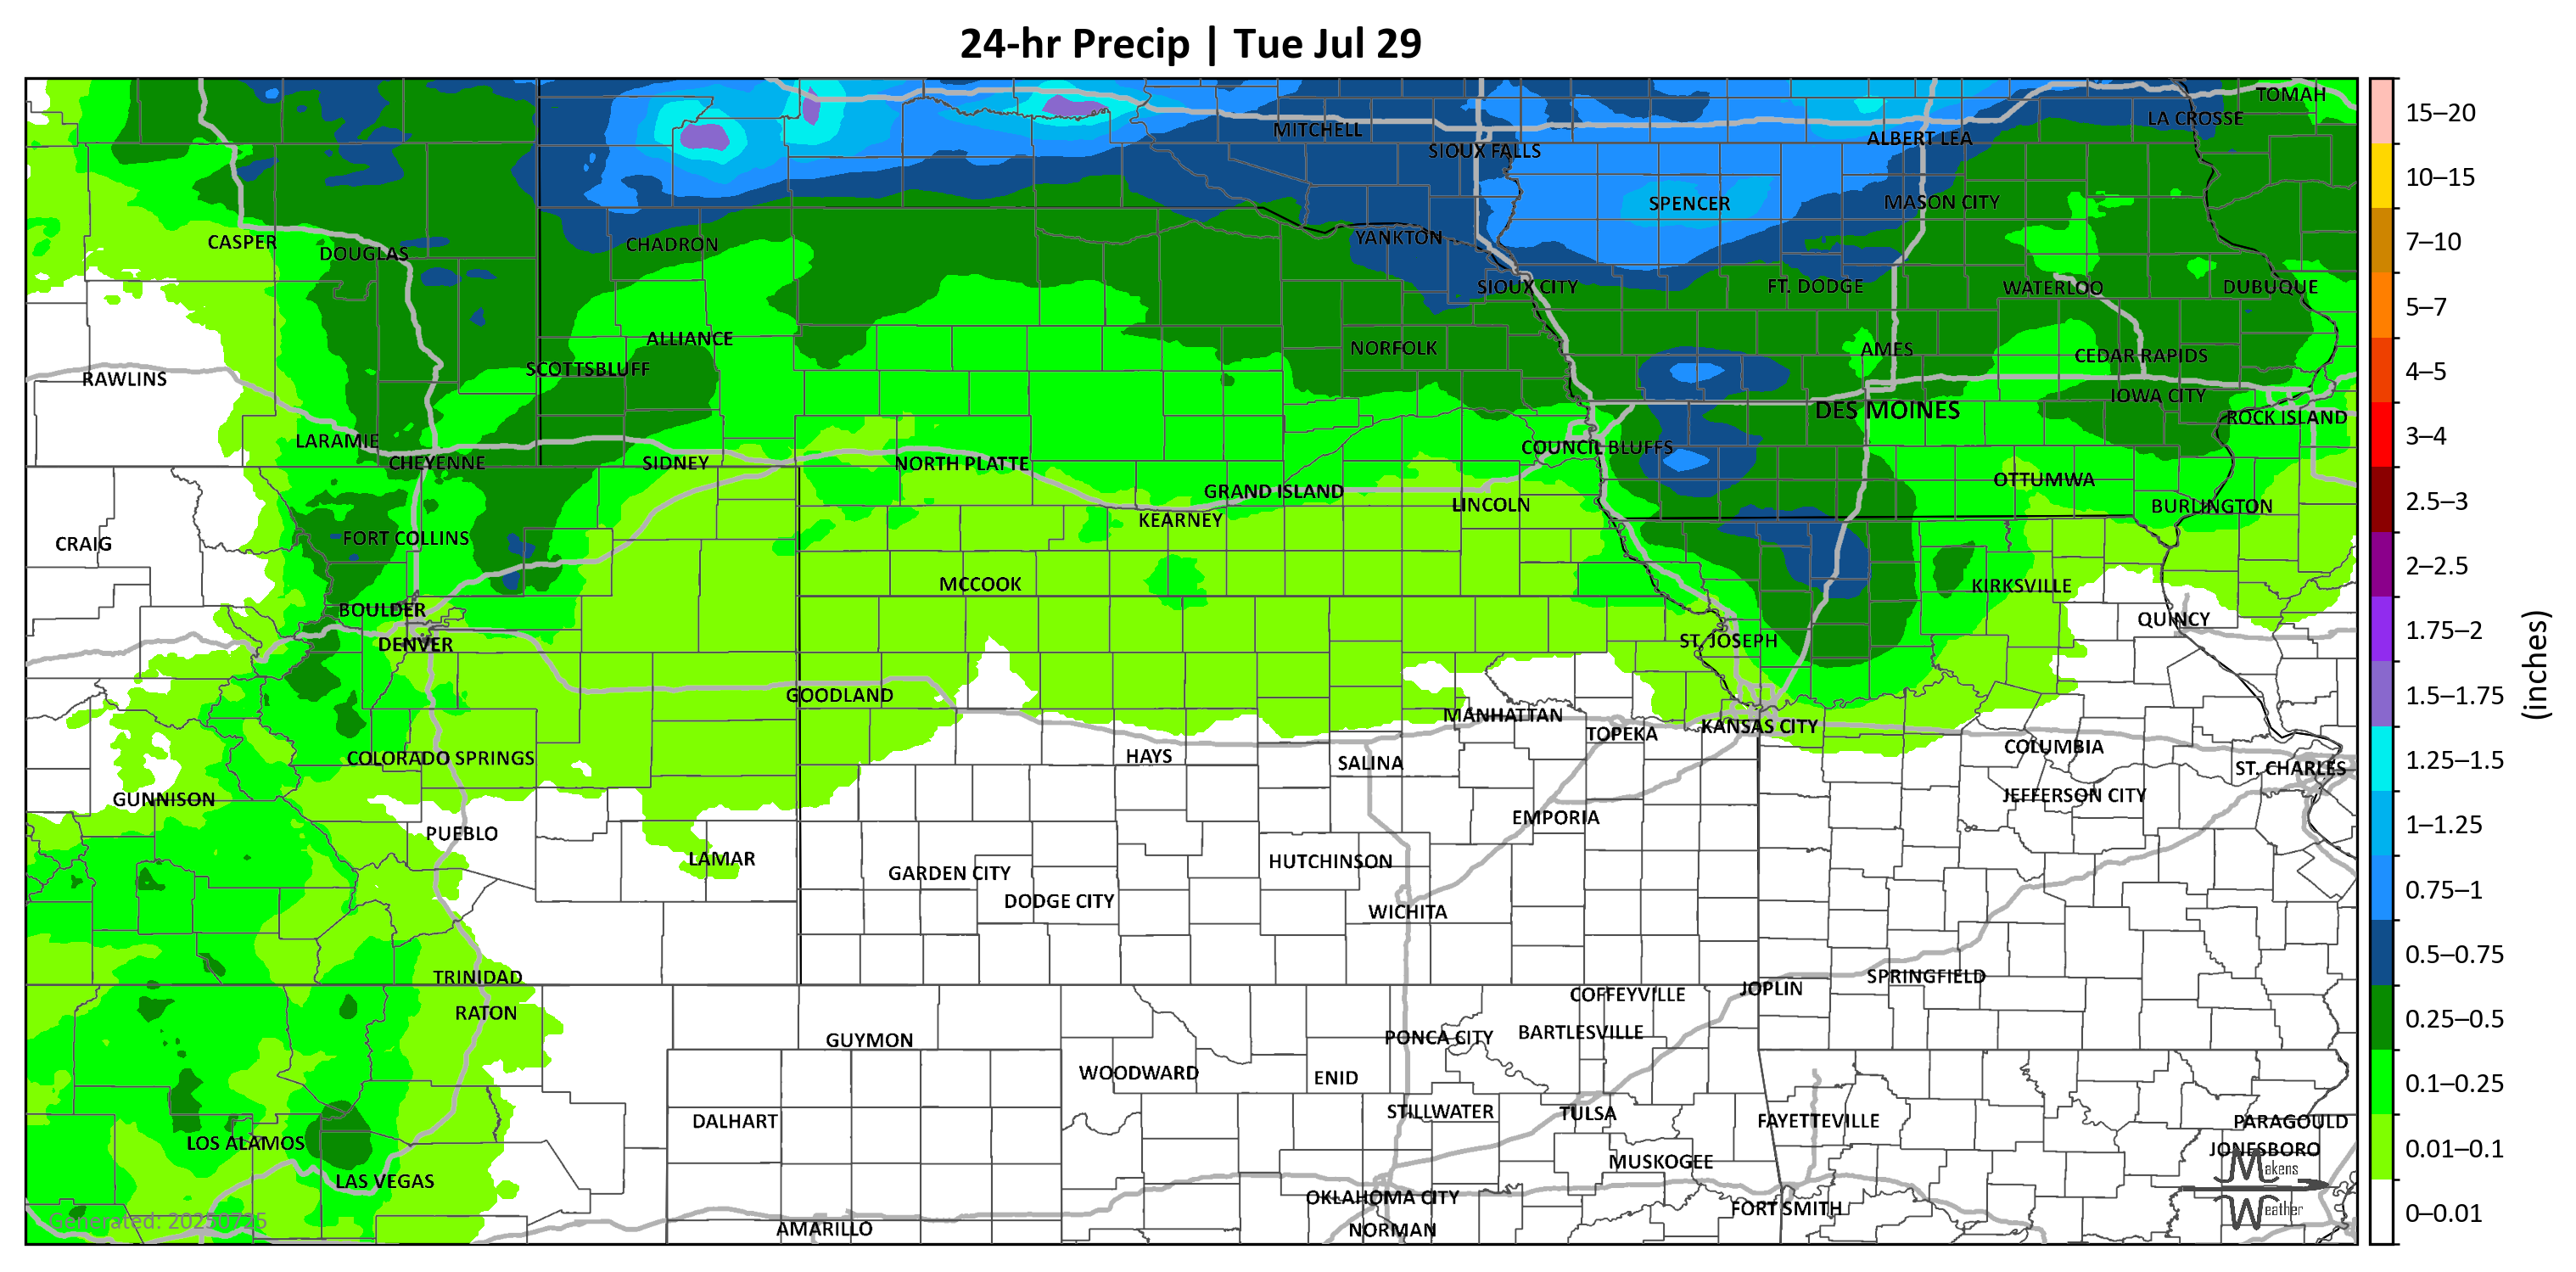 24-hr Precip | Tue Jul 29
TOMAH
LA CROSSE
MITCHELL
ALBERT LEA
SIOUX FALLS
SPENCER
MASON CITY
YANKTON
CASPER
CHADRON
DOUGLAS
SIOUX CITY
FT. DODGE
WATERLOO
DUBUQUE
ALLIANCE
NORFOLK
AMES
CEDAR RAPIDS
SCOTTSBLUFF
RAWLINS
IOWA CITY
DES MOINES
ROCK ISLAND
LARAMIE
COUNCIL BLUFFS
CHEYENNE
SIDNEY
NORTH PLATTE
OTTUMWA
GRAND ISLAND
LINCOLN
BURLINGTON
KEARNEY
FORT COLLINS
CRAIG
MCCOOK
KIRKSVILLE
BOULDER
QUINCY
DENVER
ST. JOSEPH
GOODLAND
MANHATTAN
KANSAS CITY
TOPEKA
COLUMBIA
HAYS
COLORADO SPRINGS
SALINA
ST. CHARLES
GUNNISON
JEFFERSON CITY
EMPORIA
PUEBLO
LAMAR
HUTCHINSON
GARDEN CITY
DODGE CITY
WICHITA
TRINIDAD
SPRINGFIELD
JOPLIN
COFFEYVILLE
RATON
BARTLESVILLE
PONCA CITY
GUYMON
WOODWARD
ENID
STILLWATER
TULSA
DALHART
FAYETTEVILLE
PARAGOULD
LOS ALAMOS
JONESBORO
MUSKOGEE
LAS VEGAS
OKLAHOMA CITY
FORT SMITH
AMARILLO
NORMAN
Generated: 20250725
Makens
Weather
15–20
10–15
7–10
5–7
4–5
3–4
2.5–3
2–2.5
1.75–2
1.5–1.75
1.25–1.5
1–1.25
0.75–1
0.5–0.75
0.25–0.5
0.1–0.25
0.01–0.1
0–0.01
(inches)